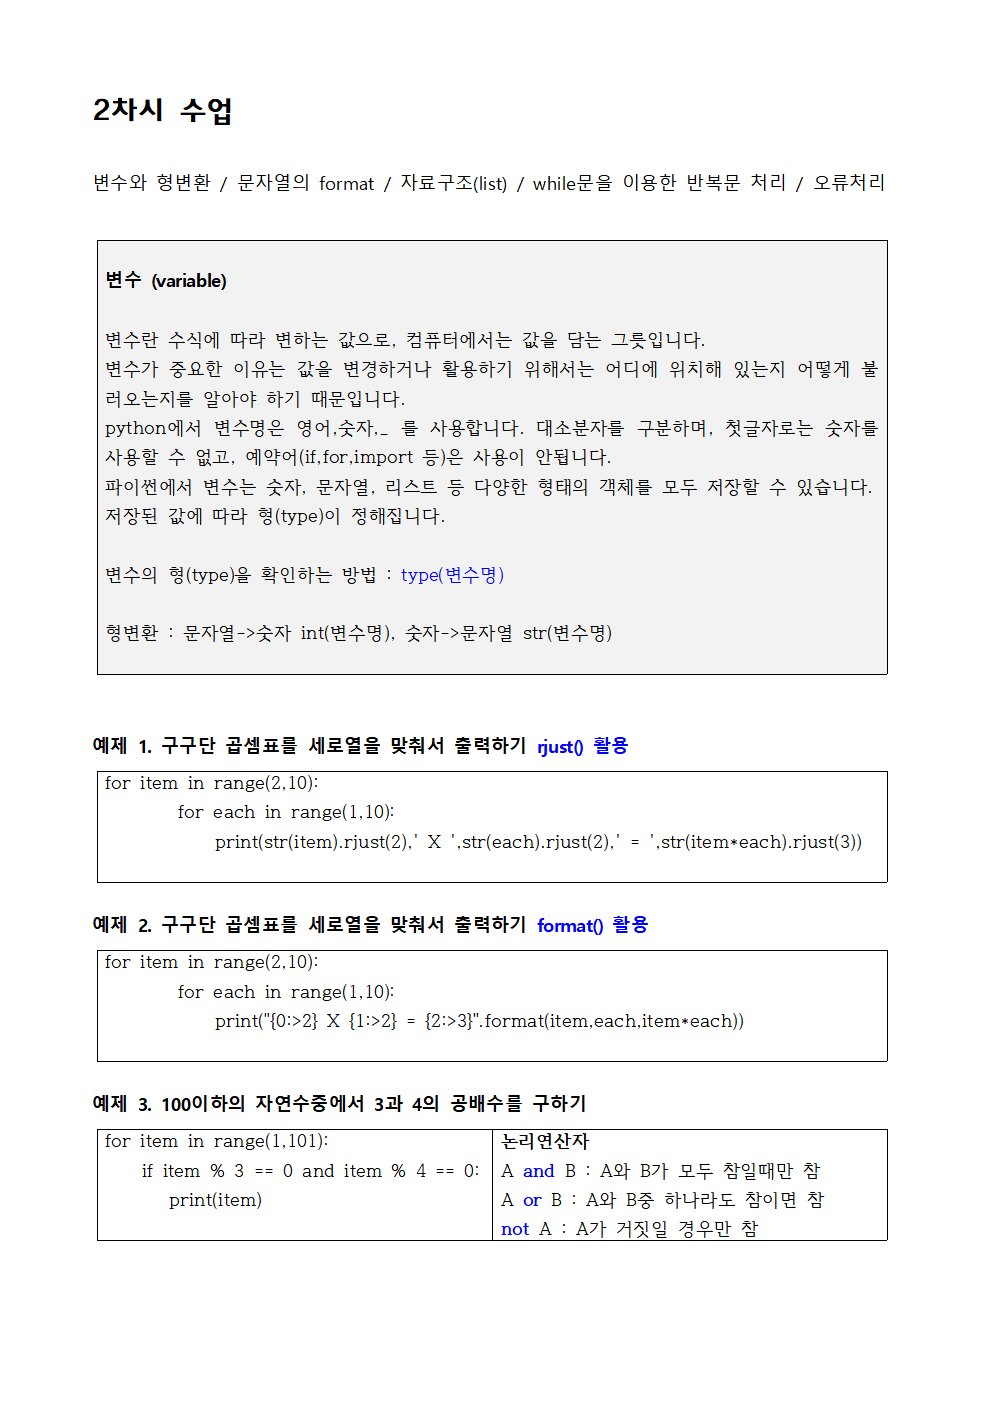 2차시 수업
변수와 형변환 / 문자열의 format / 자료구조(list) / while문을 이용한 반복문 처리 / 오류처리
변수 (variable)
변수란 수식에 따라 변하는 값으로, 컴퓨터에서는 값을 담는 그릇입니다.
변수가 중요한 이유는 값을 변경하거나 활용하기 위해서는 어디에 위치해 있는지 어떻게 불
러오는지를 알아야 하기 때문입니다.
python에서 변수명은 영어,숫자,_ 를 사용합니다. 대소분자를 구분하며, 첫글자로는 숫자를
사용할 수 없고, 예약어(if,for,import 등)은 사용이 안됩니다.
파이썬에서 변수는 숫자, 문자열, 리스트 등 다양한 형태의 객체를 모두 저장할 수 있습니다.
저장된 값에 따라 형(type)이 정해집니다.
변수의 형(type)을 확인하는 방법 : type(변수명)
형변환 : 문자열->숫자 int(변수명), 숫자->문자열 str(변수명)
예제 1. 구구단 곱셈표를 세로열을 맞춰서 출력하기 rjust() 활용
for item in range(2,10):
for each in range(1,10):
print(str(item).rjust(2),' X ',str(each).rjust(2),' = ',str(item*each).rjust(3))
예제 2. 구구단 곱셈표를 세로열을 맞춰서 출력하기 format() 활용
for item in range(2,10):
for each in range(1,10):
print("{0:>2} X {1:>2} = {2:>3}".format(item,each,item*each))
예제 3. 100이하의 자연수중에서 3과 4의 공배수를 구하기
for item in range(1,101):
if item % 3 == 0 and item % 4 == 0:
print(item)
논리연산자
A and B : A와 B가 모두 참일때만 참
A or B : A와 B중 하나라도 참이면 참
not A : A가 거짓일 경우만 참